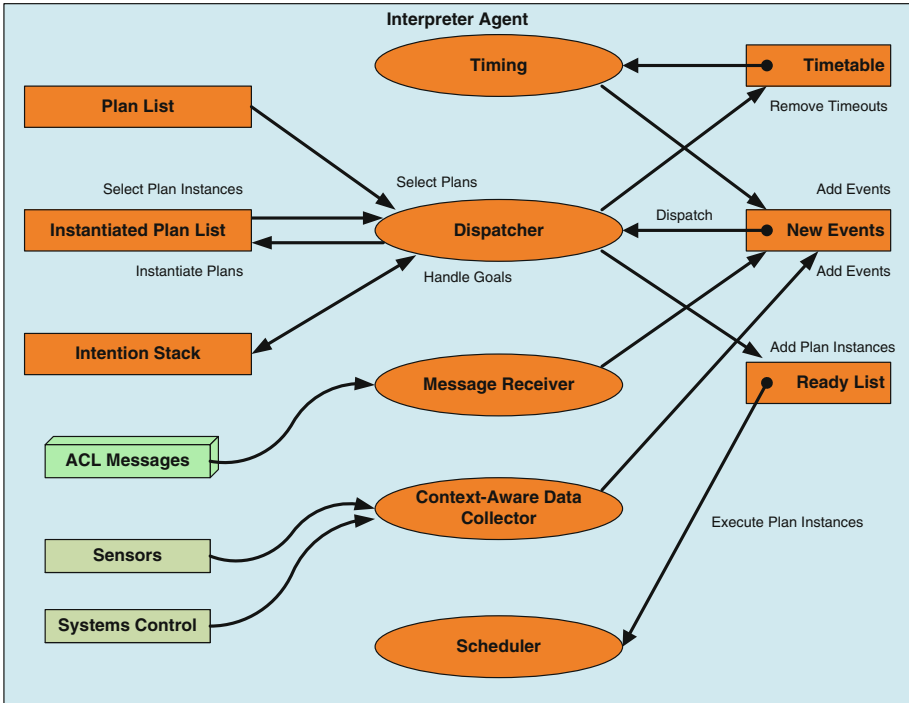 Interpreter Agent
Timing
Timetable
Plan List
Remove Timeouts
Select Plan Instances
Select Plans
Add Events
Instantiated Plan List
Dispatcher
Dispatch
New Events
Instantiate Plans
Handle Goals
Add Events
Intention Stack
Add Plan Instances
Message Receiver
Ready List
ACL Messages
Context-Aware Data
Collector
Execute Plan Instances
Sensors
Systems Control
Scheduler